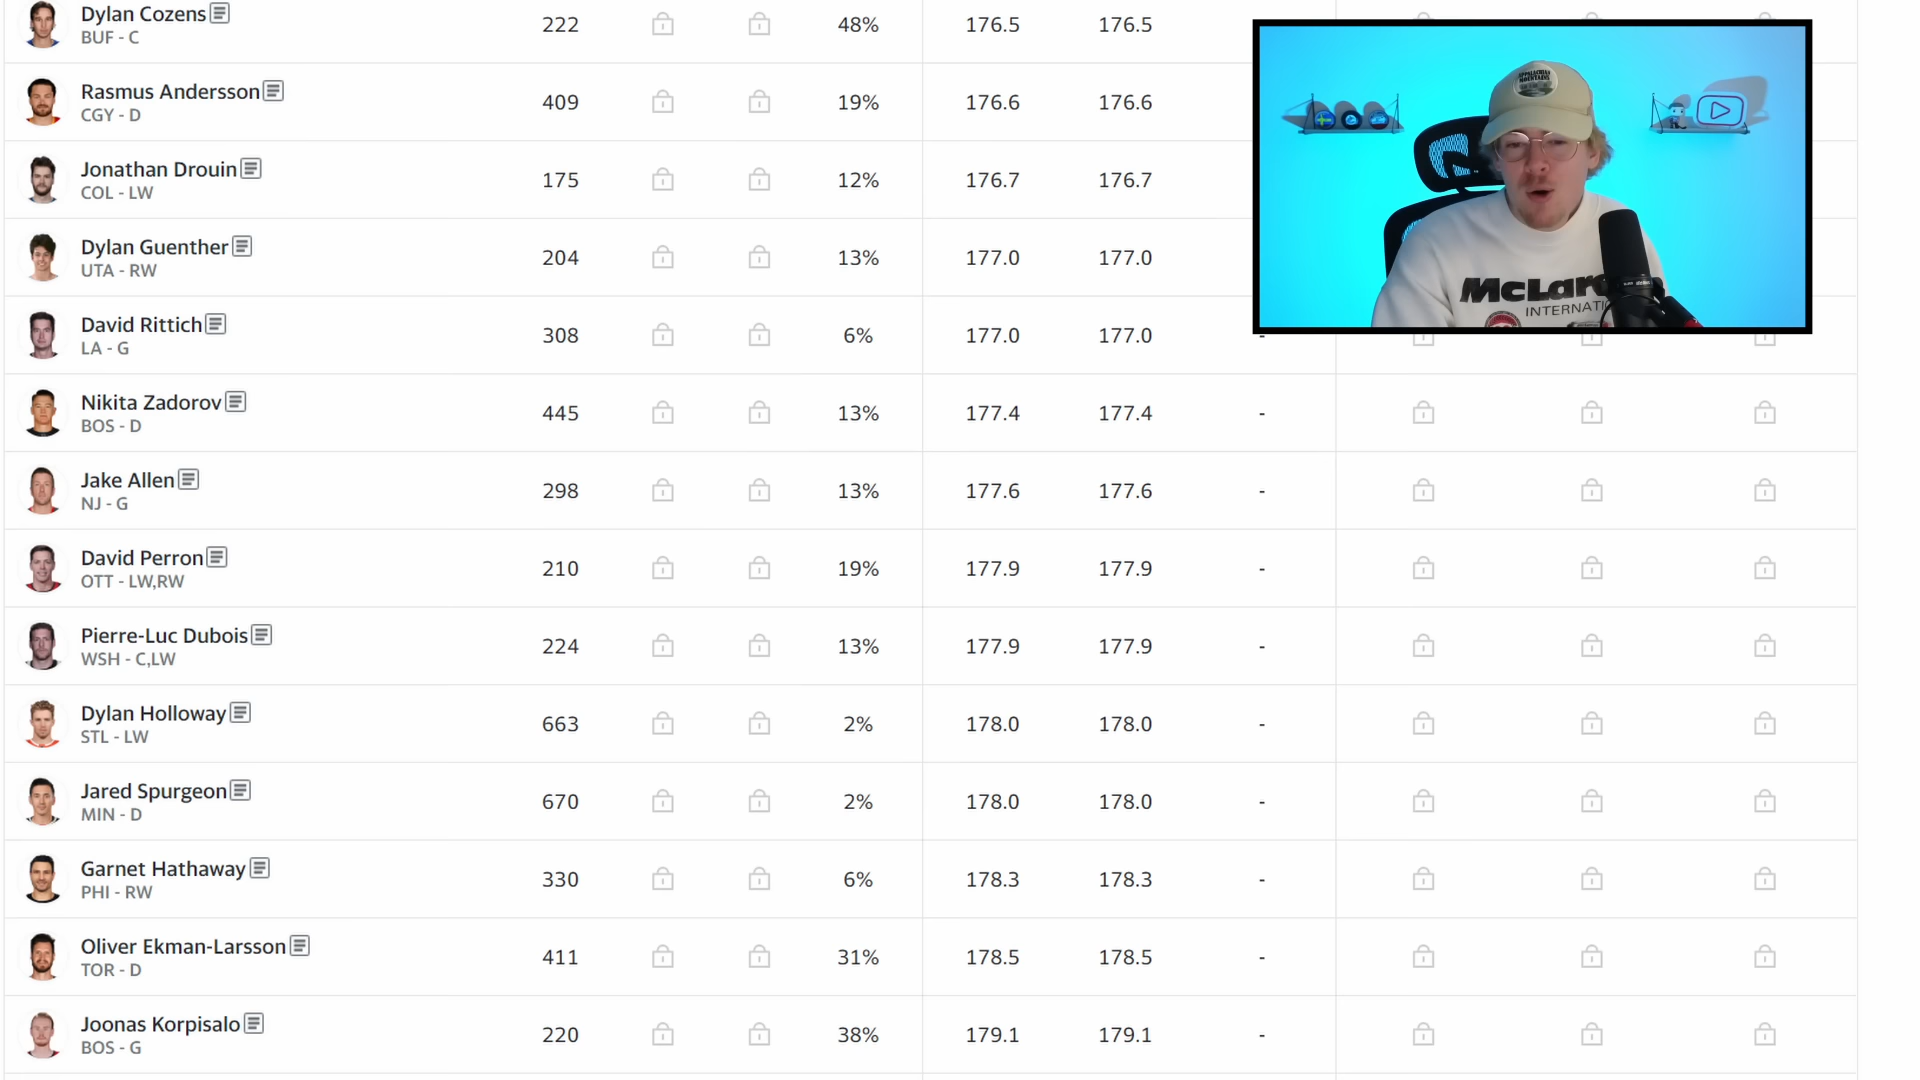 Dylan Cozens
BUF - C
222 48% 176.5 176.5
Rasmus Andersson
CGY - D
409 19% 176.6 176.6
Jonathan Drouin
COL - LW
175 12% 176.7 176.7
Dylan Guenther
UTA - RW
204 13% 177.0 177.0
David Rittich
LA - G
308 6% 177.0 177.0 -
Nikita Zadorov
BOS - D
445 13% 177.4 177.4 -
Jake Allen
NJ - G
298 13% 177.6 177.6 -
David Perron
OTT - LW,RW
210 19% 177.9 177.9 -
Pierre-Luc Dubois
WSH - C,LW
224 13% 177.9 177.9 -
Dylan Holloway
STL - LW
663 2% 178.0 178.0 -
Jared Spurgeon
MIN - D
670 2% 178.0 178.0 -
Garnet Hathaway
PHI - RW
330 6% 178.3 178.3 -
Oliver Ekman-Larsson
TOR - D
411 31% 178.5 178.5 -
Joonas Korpisalo
BOS - G
220 38% 179.1 179.1 -
APPALACHIAN
MOUNTAINS
McLar
INTERNATI